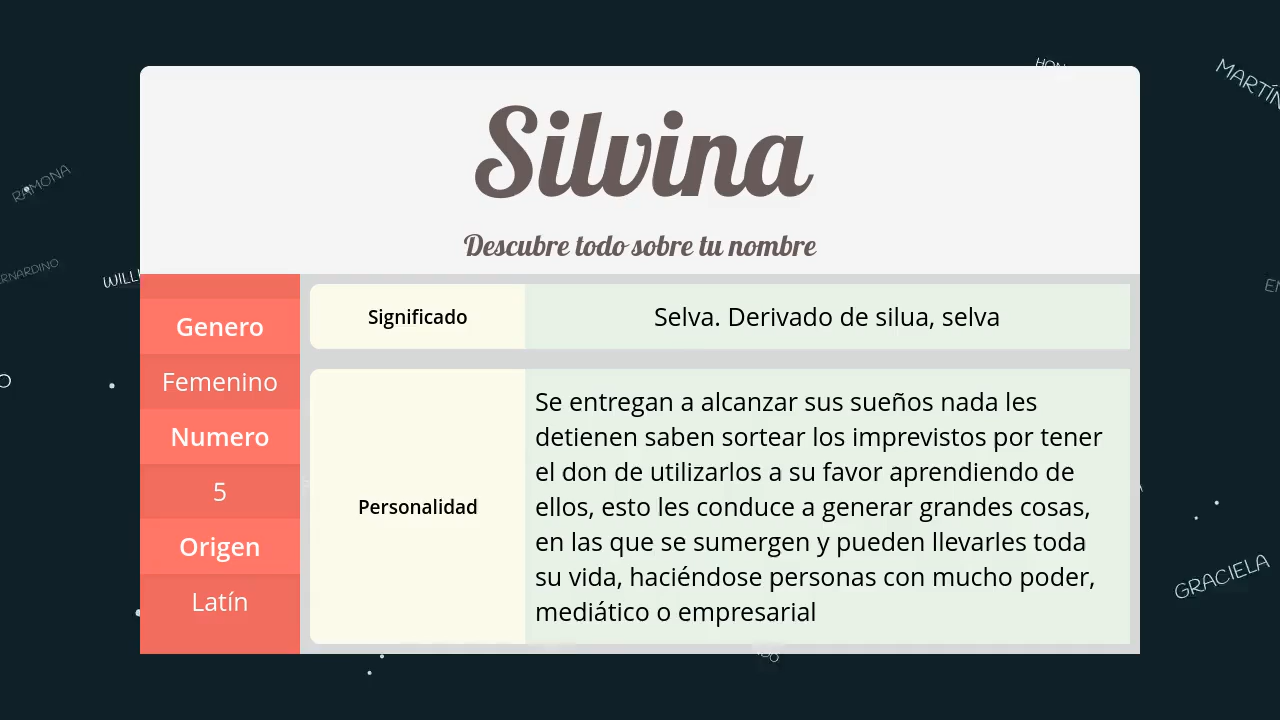 Silvina
Descubre todo sobre tu nombre
Genero
Femenino
Numero
5
Origen
Latín
Significado
Selva. Derivado de silua, selva
Personalidad
Se entregan a alcanzar sus sueños nada les
detienen saben sortear los imprevistos por tener
el don de utilizarlos a su favor aprendiendo de
ellos, esto les conduce a generar grandes cosas,
en las que se sumergen y pueden llevarles toda
su vida, haciéndose personas con mucho poder,
mediático o empresarial
RAMONA
GRACIELA